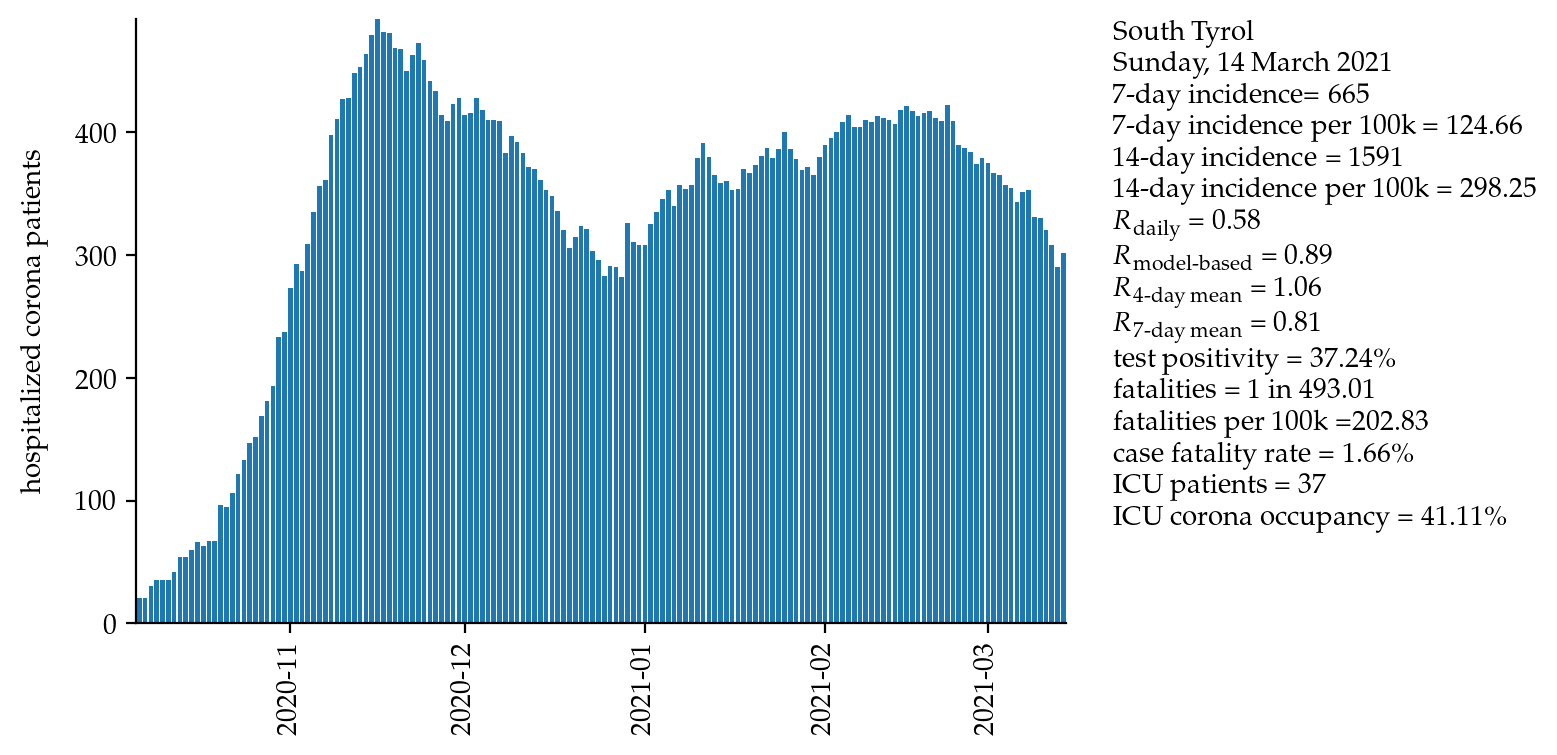 South Tyrol
Sunday, 14 March 2021
7-day incidence= 665
7-day incidence per 100k = 124.66
14-day incidence = 1591
14-day incidence per 100k = 298.25
Rdaily = 0.58
Rmodel-based = 0.89
R4-day mean = 1.06
R7-day mean = 0.81
test positivity = 37.24%
fatalities = 1 in 493.01
fatalities per 100k =202.83
case fatality rate = 1.66%
ICU patients = 37
ICU corona occupancy = 41.11%
hospitalized corona patients
400
300
200
100
0
2020-11
2020-12
2021-01
2021-02
2021-03